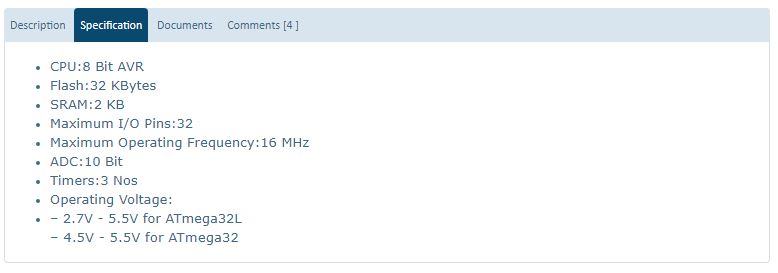 Description Specification Documents Comments [4 ]
CPU:8 Bit AVR
Flash:32 KBytes
SRAM:2 KB
Maximum I/O Pins:32
Maximum Operating Frequency:16 MHz
ADC:10 Bit
Timers:3 Nos
Operating Voltage:
– 2.7V - 5.5V for ATmega32L
– 4.5V - 5.5V for ATmega32